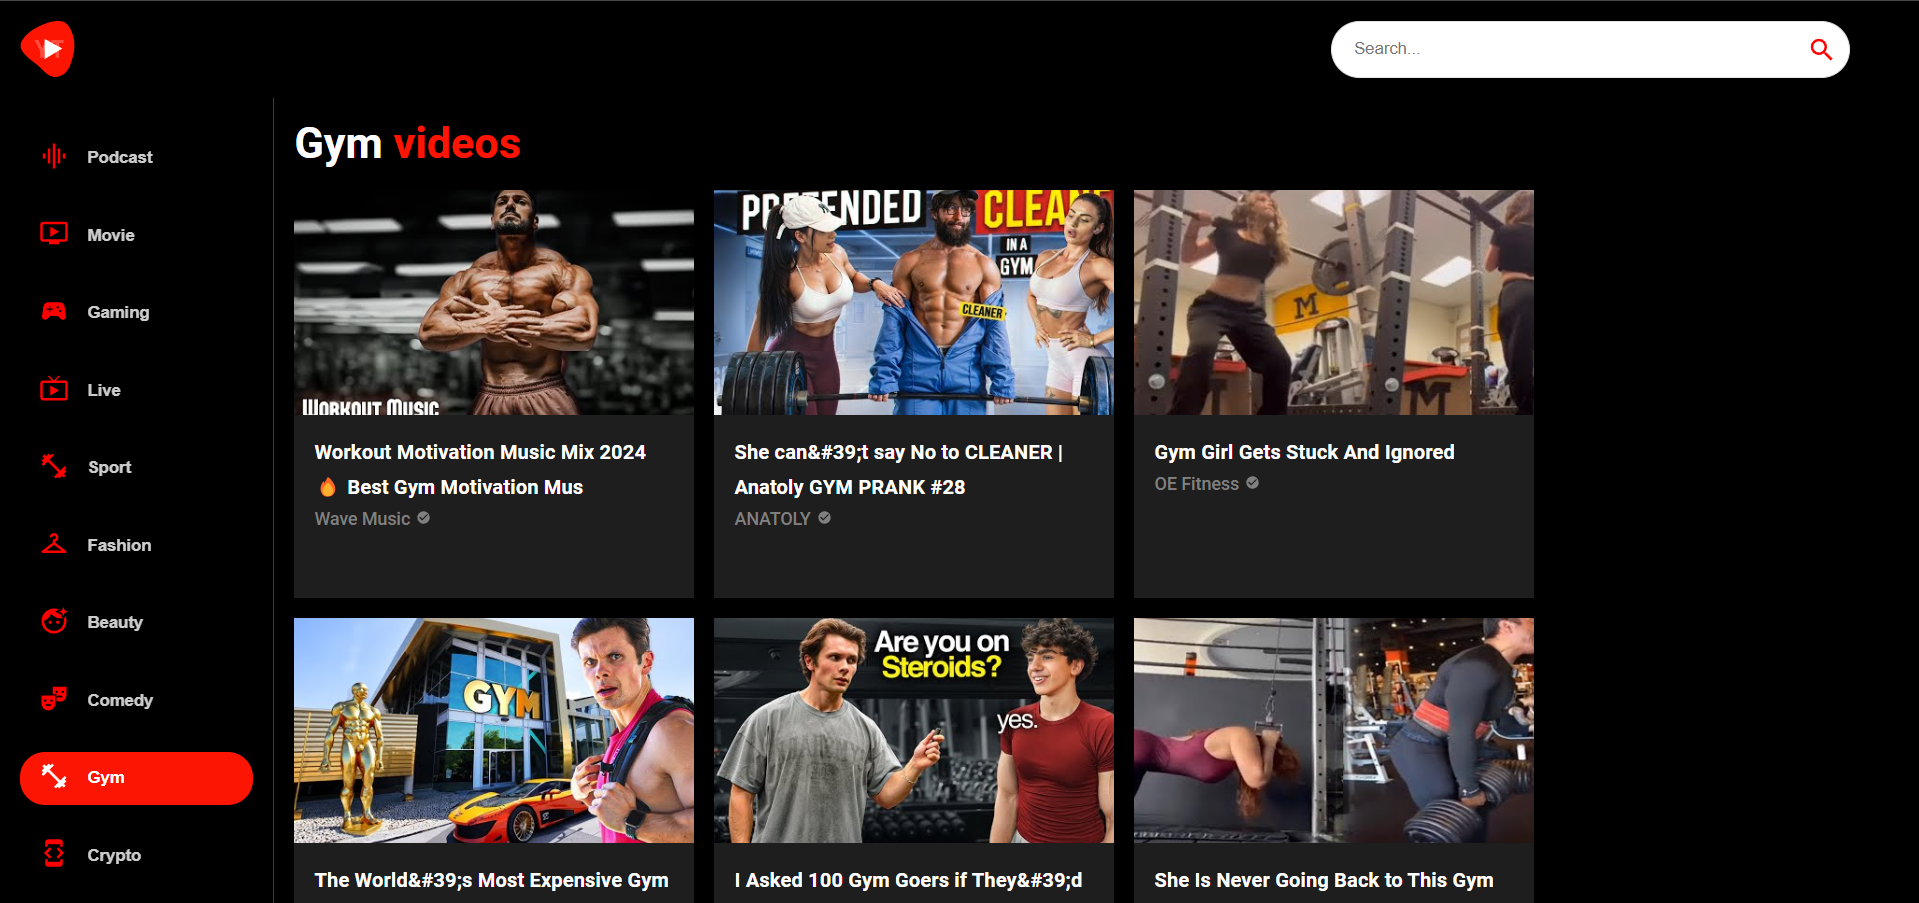 YT
Search...
Podcast
Movie
Gaming
Live
Sport
Fashion
Beauty
Comedy
Gym
Crypto
Gym videos
WORKOUT MUSIC
Workout Motivation Music Mix 2024
🔥 Best Gym Motivation Mus
Wave Music
PRETENDED CLEANER
IN A
GYM
CLEANER
She can&#39;t say No to CLEANER |
Anatoly GYM PRANK #28
ANATOLY
M
M
Gym Girl Gets Stuck And Ignored
OE Fitness
GYM
The World&#39;s Most Expensive Gym
Are you on
Steroids?
yes.
I Asked 100 Gym Goers if They&#39;d
She Is Never Going Back to This Gym